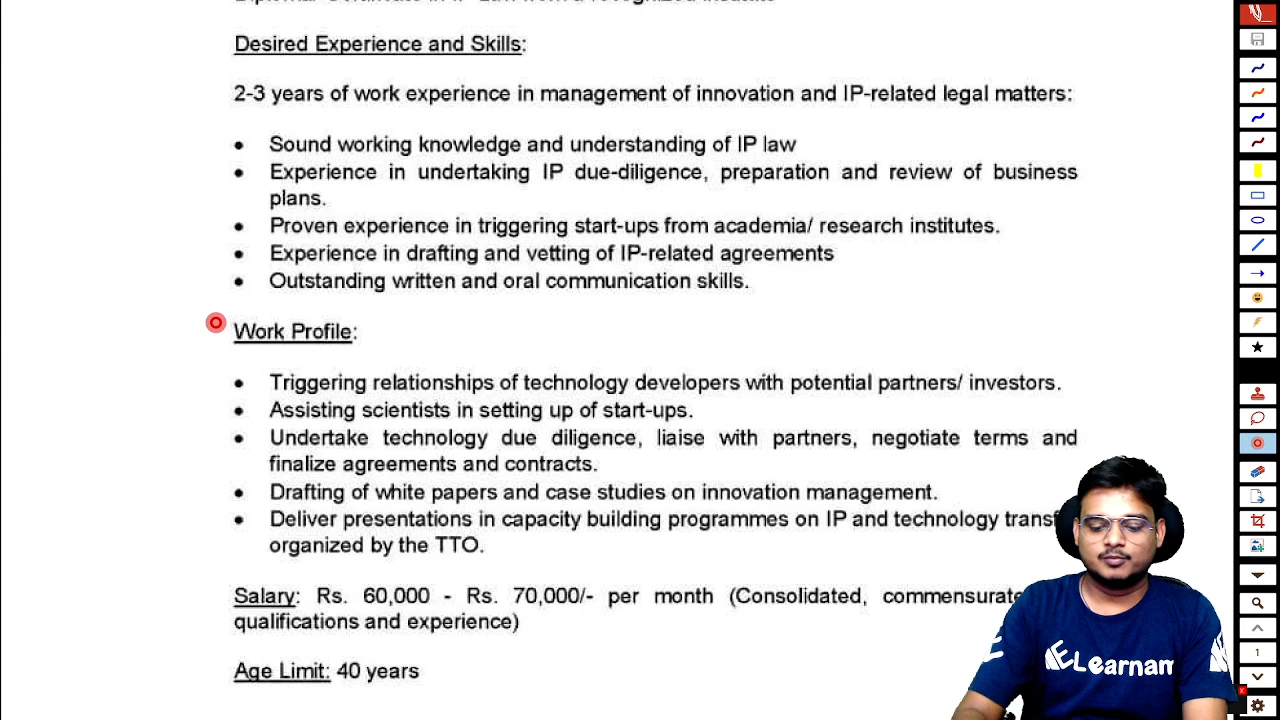 Desired Experience and Skills:
2-3 years of work experience in management of innovation and IP-related legal matters:
• Sound working knowledge and understanding of IP law
• Experience in undertaking IP due-diligence, preparation and review of business
plans.
• Proven experience in triggering start-ups from academia/ research institutes.
• Experience in drafting and vetting of IP-related agreements
• Outstanding written and oral communication skills.
Work Profile:
• Triggering relationships of technology developers with potential partners/ investors.
• Assisting scientists in setting up of start-ups.
• Undertake technology due diligence, liaise with partners, negotiate terms and
finalize agreements and contracts.
• Drafting of white papers and case studies on innovation management.
• Deliver presentations in capacity building programmes on IP and technology transf
organized by the TTO.
Salary: Rs. 60,000 - Rs. 70,000/- per month (Consolidated, commensurate
qualifications and experience)
Age Limit: 40 years
ELearnam
1